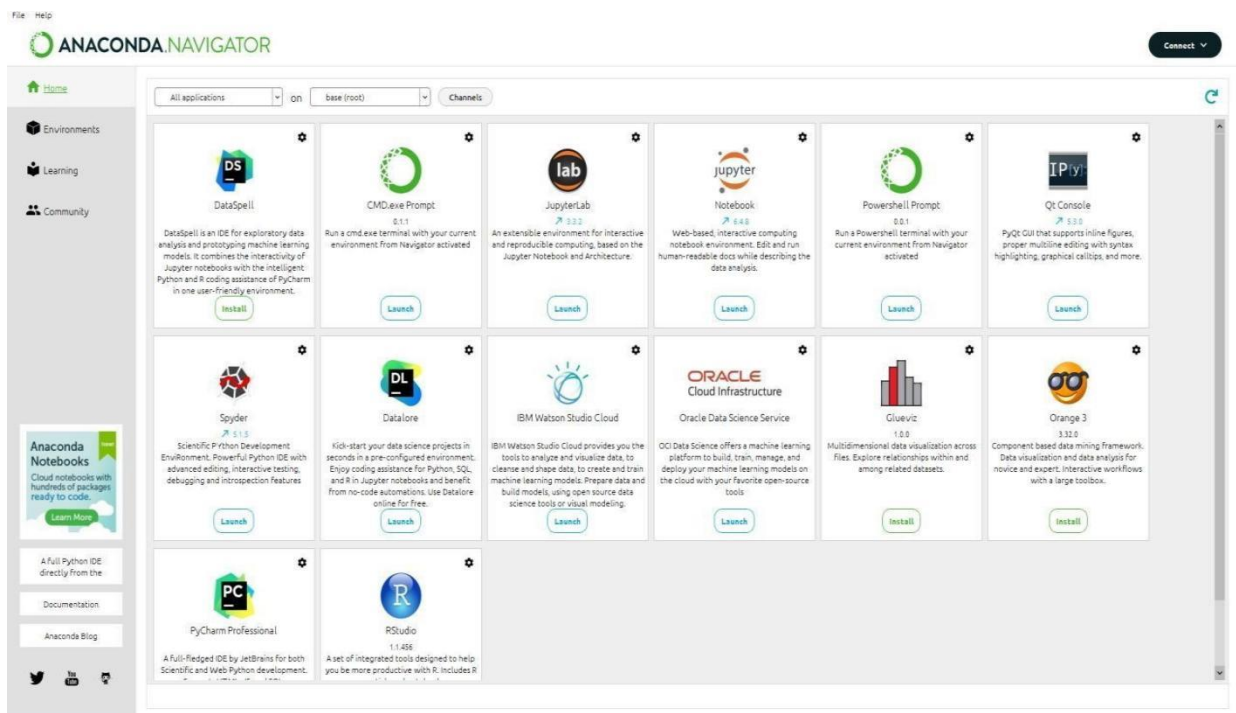 File Help
ANACONDA.NAVIGATOR
Connect
Home
Environments
Learning
Community
All applications on base (root) Channels
DS
DataSpell
DataSpell is an IDE for exploratory data
analysis and prototyping machine learning
models. It combines the interactivity of
Jupyter notebooks with the intelligent
Python and R coding assistance of PyCharm
in one user-friendly environment.
Install
CMD.exe Prompt
0.1.1
Run a cmd.exe terminal with your current
environment from Navigator activated
Launch
lab
JupyterLab
3.3.2
An extensible environment for interactive
and reproducible computing, based on the
Jupyter Notebook and Architecture.
Launch
jupyter
Notebook
6.4.8
Web-based, interactive computing
notebook environment. Edit and run
human-readable docs while describing the
data analysis.
Launch
Powershell Prompt
0.0.1
Run a Powershell terminal with your
current environment from Navigator
activated
Launch
IP[y]:
Qt Console
5.3.0
PyQt GUI that supports inline figures,
proper multiline editing with syntax
highlighting, graphical calltips, and more.
Launch
Spyder
5.1.5
Scientific PYthon Development
EnviRonment. Powerful Python IDE with
advanced editing, interactive testing,
debugging and introspection features
Launch
DL
Datalore
Kick-start your data science projects in
seconds in a pre-configured environment.
Enjoy coding assistance for Python, SQL,
and R in Jupyter notebooks and benefit
from no-code automations. Use Datalore
online for free.
Launch
IBM Watson Studio Cloud
IBM Watson Studio Cloud provides you the
tools to analyze and visualize data, to
cleanse and shape data, to create and train
machine learning models. Prepare data and
build models, using open source data
science tools or visual modeling.
Launch
ORACLE
Cloud Infrastructure
Oracle Data Science Service
OCI Data Science offers a machine learning
platform to build, train, manage, and
deploy your machine learning models on
the cloud with your favorite open-source
tools
Launch
Glueviz
1.0.0
Multidimensional data visualization across
files. Explore relationships within and
among related datasets.
Install
Orange 3
3.32.0
Component based data mining framework.
Data visualization and data analysis for
novice and expert. Interactive workflows
with a large toolbox.
Install
PC
PyCharm Professional
A full-fledged IDE by JetBrains for both
Scientific and Web Python development.
R
RStudio
1.1.456
A set of integrated tools designed to help
you be more productive with R. Includes R
Anaconda
Notebooks
Cloud notebooks with
hundreds of packages
ready to code.
Learn More
A full Python IDE
directly from the
Documentation
Anaconda Blog
You
Tube